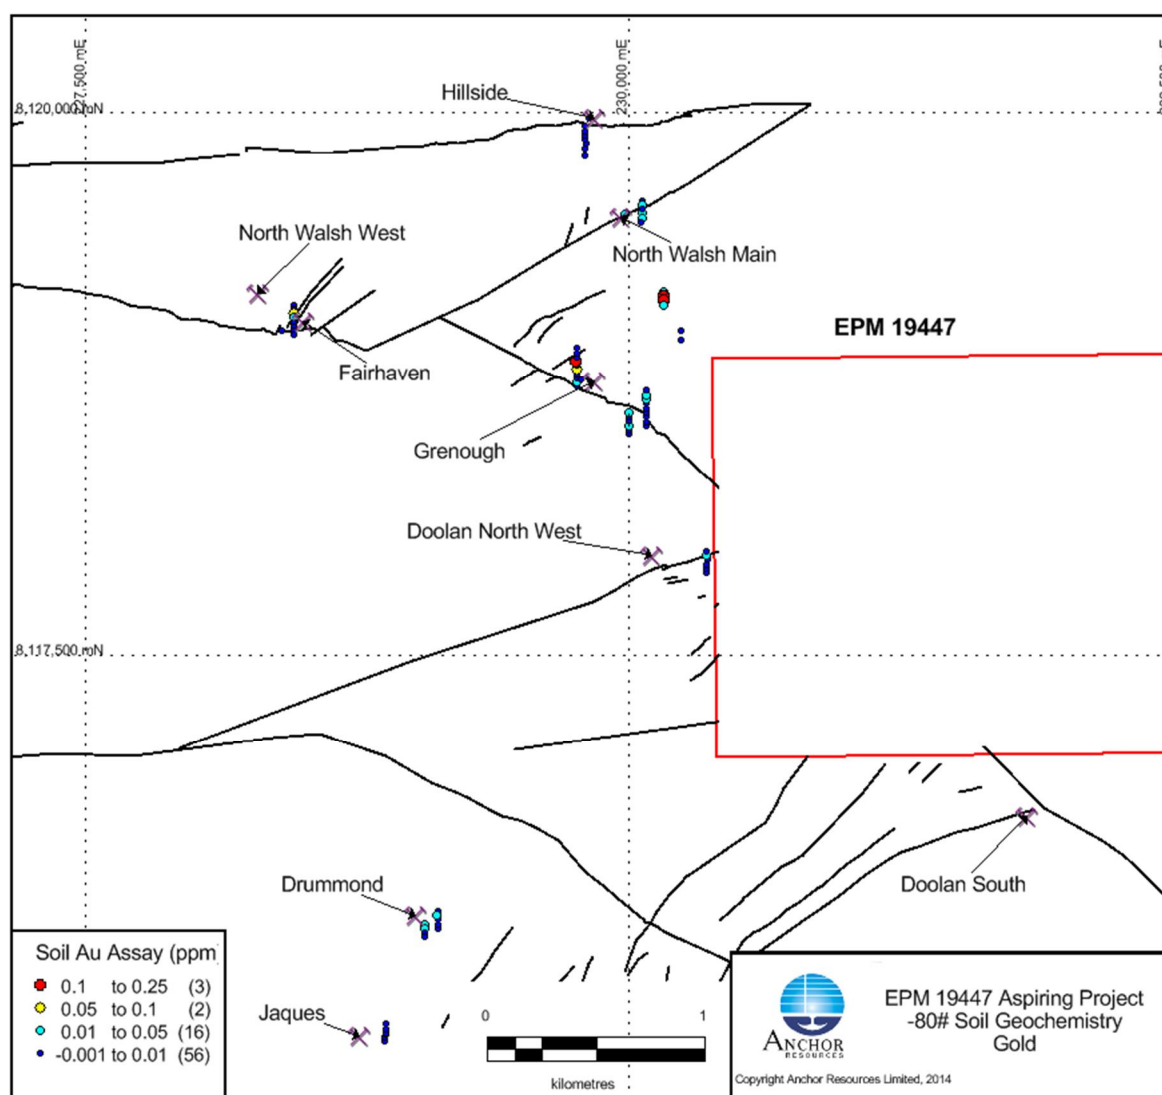 227,500 mE
230,000 mE
8,120,000 mN
Hillside
North Walsh West
North Walsh Main
EPM 19447
Fairhaven
Grenough
Doolan North West
8,117,500 mN
Drummond
Doolan South
Soil Au Assay (ppm)
0.1 to 0.25 (3)
0.05 to 0.1 (2)
0.01 to 0.05 (16)
-0.001 to 0.01 (56)
Jaques
0 1
kilometres
ANCHOR
RESOURCES
EPM 19447 Aspiring Project
-80# Soil Geochemistry
Gold
Copyright Anchor Resources Limited, 2014